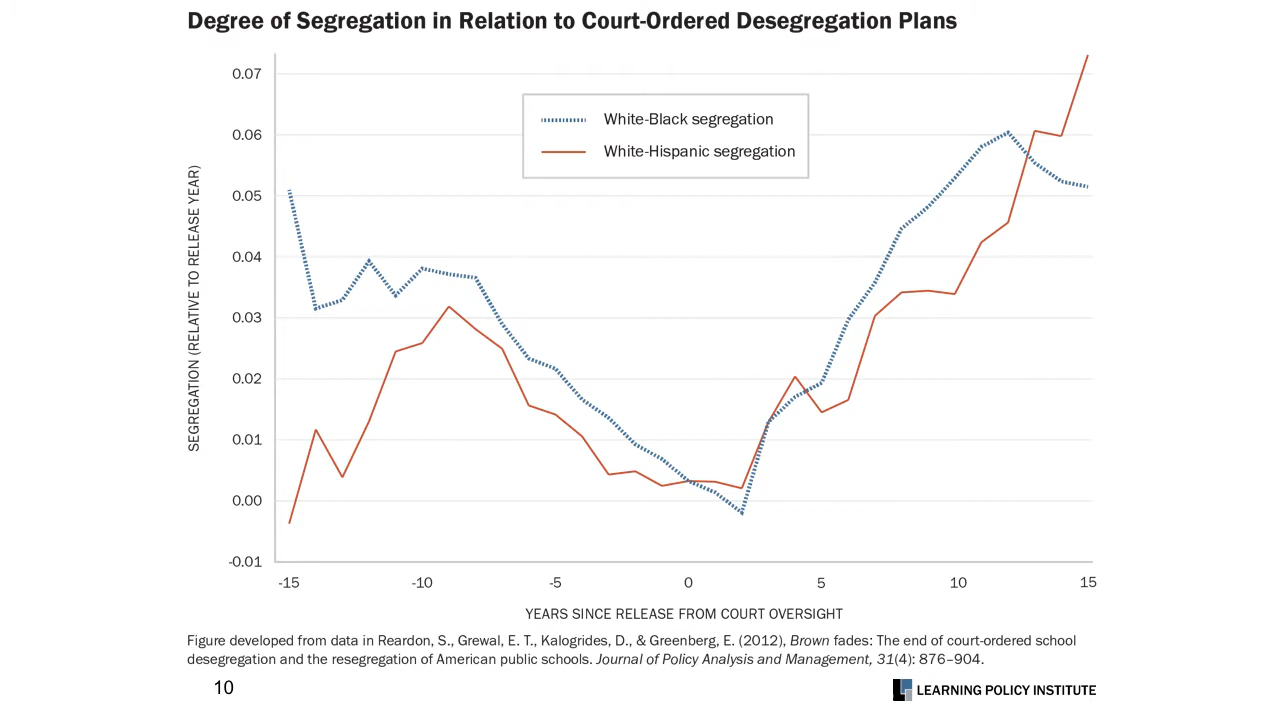 Degree of Segregation in Relation to Court-Ordered Desegregation Plans
0.07
0.06
0.05
0.04
0.03
0.02
0.01
0.00
-0.01
SEGREGATION (RELATIVE TO RELEASE YEAR)
White-Black segregation
White-Hispanic segregation
-15 -10 -5 0 5 10 15
YEARS SINCE RELEASE FROM COURT OVERSIGHT
Figure developed from data in Reardon, S., Grewal, E. T., Kalogrides, D., & Greenberg, E. (2012), Brown fades: The end of court-ordered school
desegregation and the resegregation of American public schools. Journal of Policy Analysis and Management, 31(4): 876–904.
10
LEARNING POLICY INSTITUTE